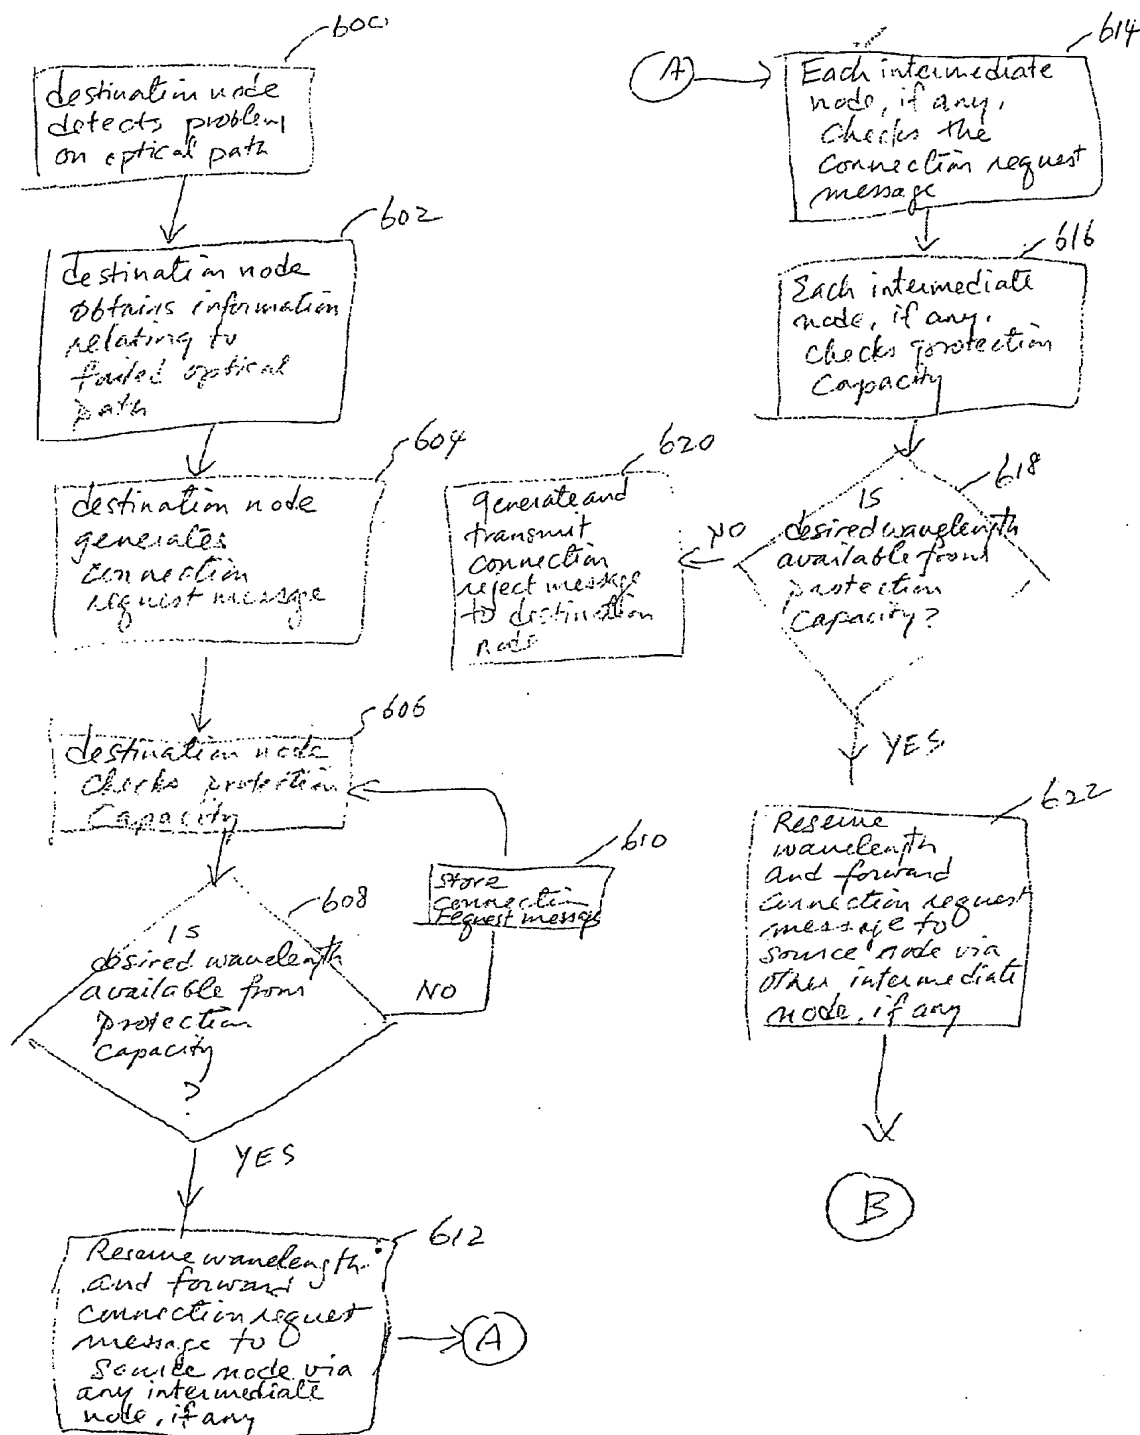 600
destination node
detects problem
on optical path
602
destination node
obtains information
relating to
failed optical
path
604
destination node
generates
connection
request message
606
destination node
checks protection
Capacity
610
store
connection
request message
608
IS
desired wavelength
available from
protection
capacity
?
NO
YES
612
Reserve wavelength
and forward
connection request
message to
source node via
any intermediate
node, if any
A
A
614
Each intermediate
node, if any,
checks the
connection request
message
616
Each intermediate
node, if any,
checks protection
Capacity
618
IS
desired wavelength
available from
protection
Capacity?
NO
620
generate and
transmit
connection
reject message
to destination
node
YES
622
Reserve
wavelength
and forward
connection request
message to
source node via
other intermediate
node, if any
B